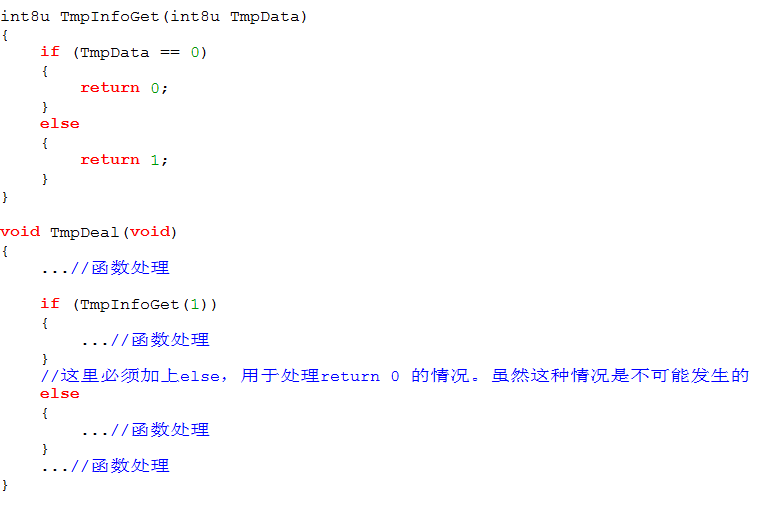 int8u TmpInfoGet(int8u TmpData)
{
    if (TmpData == 0)
    {
        return 0;
    }
    else
    {
        return 1;
    }
}

void TmpDeal(void)
{
    ...//函数处理

    if (TmpInfoGet(1))
    {
        ...//函数处理
    }
    //这里必须加上else, 用于处理return 0 的情况。虽然这种情况是不可能发生的
    else
    {
        ...//函数处理
    }
    ...//函数处理
}